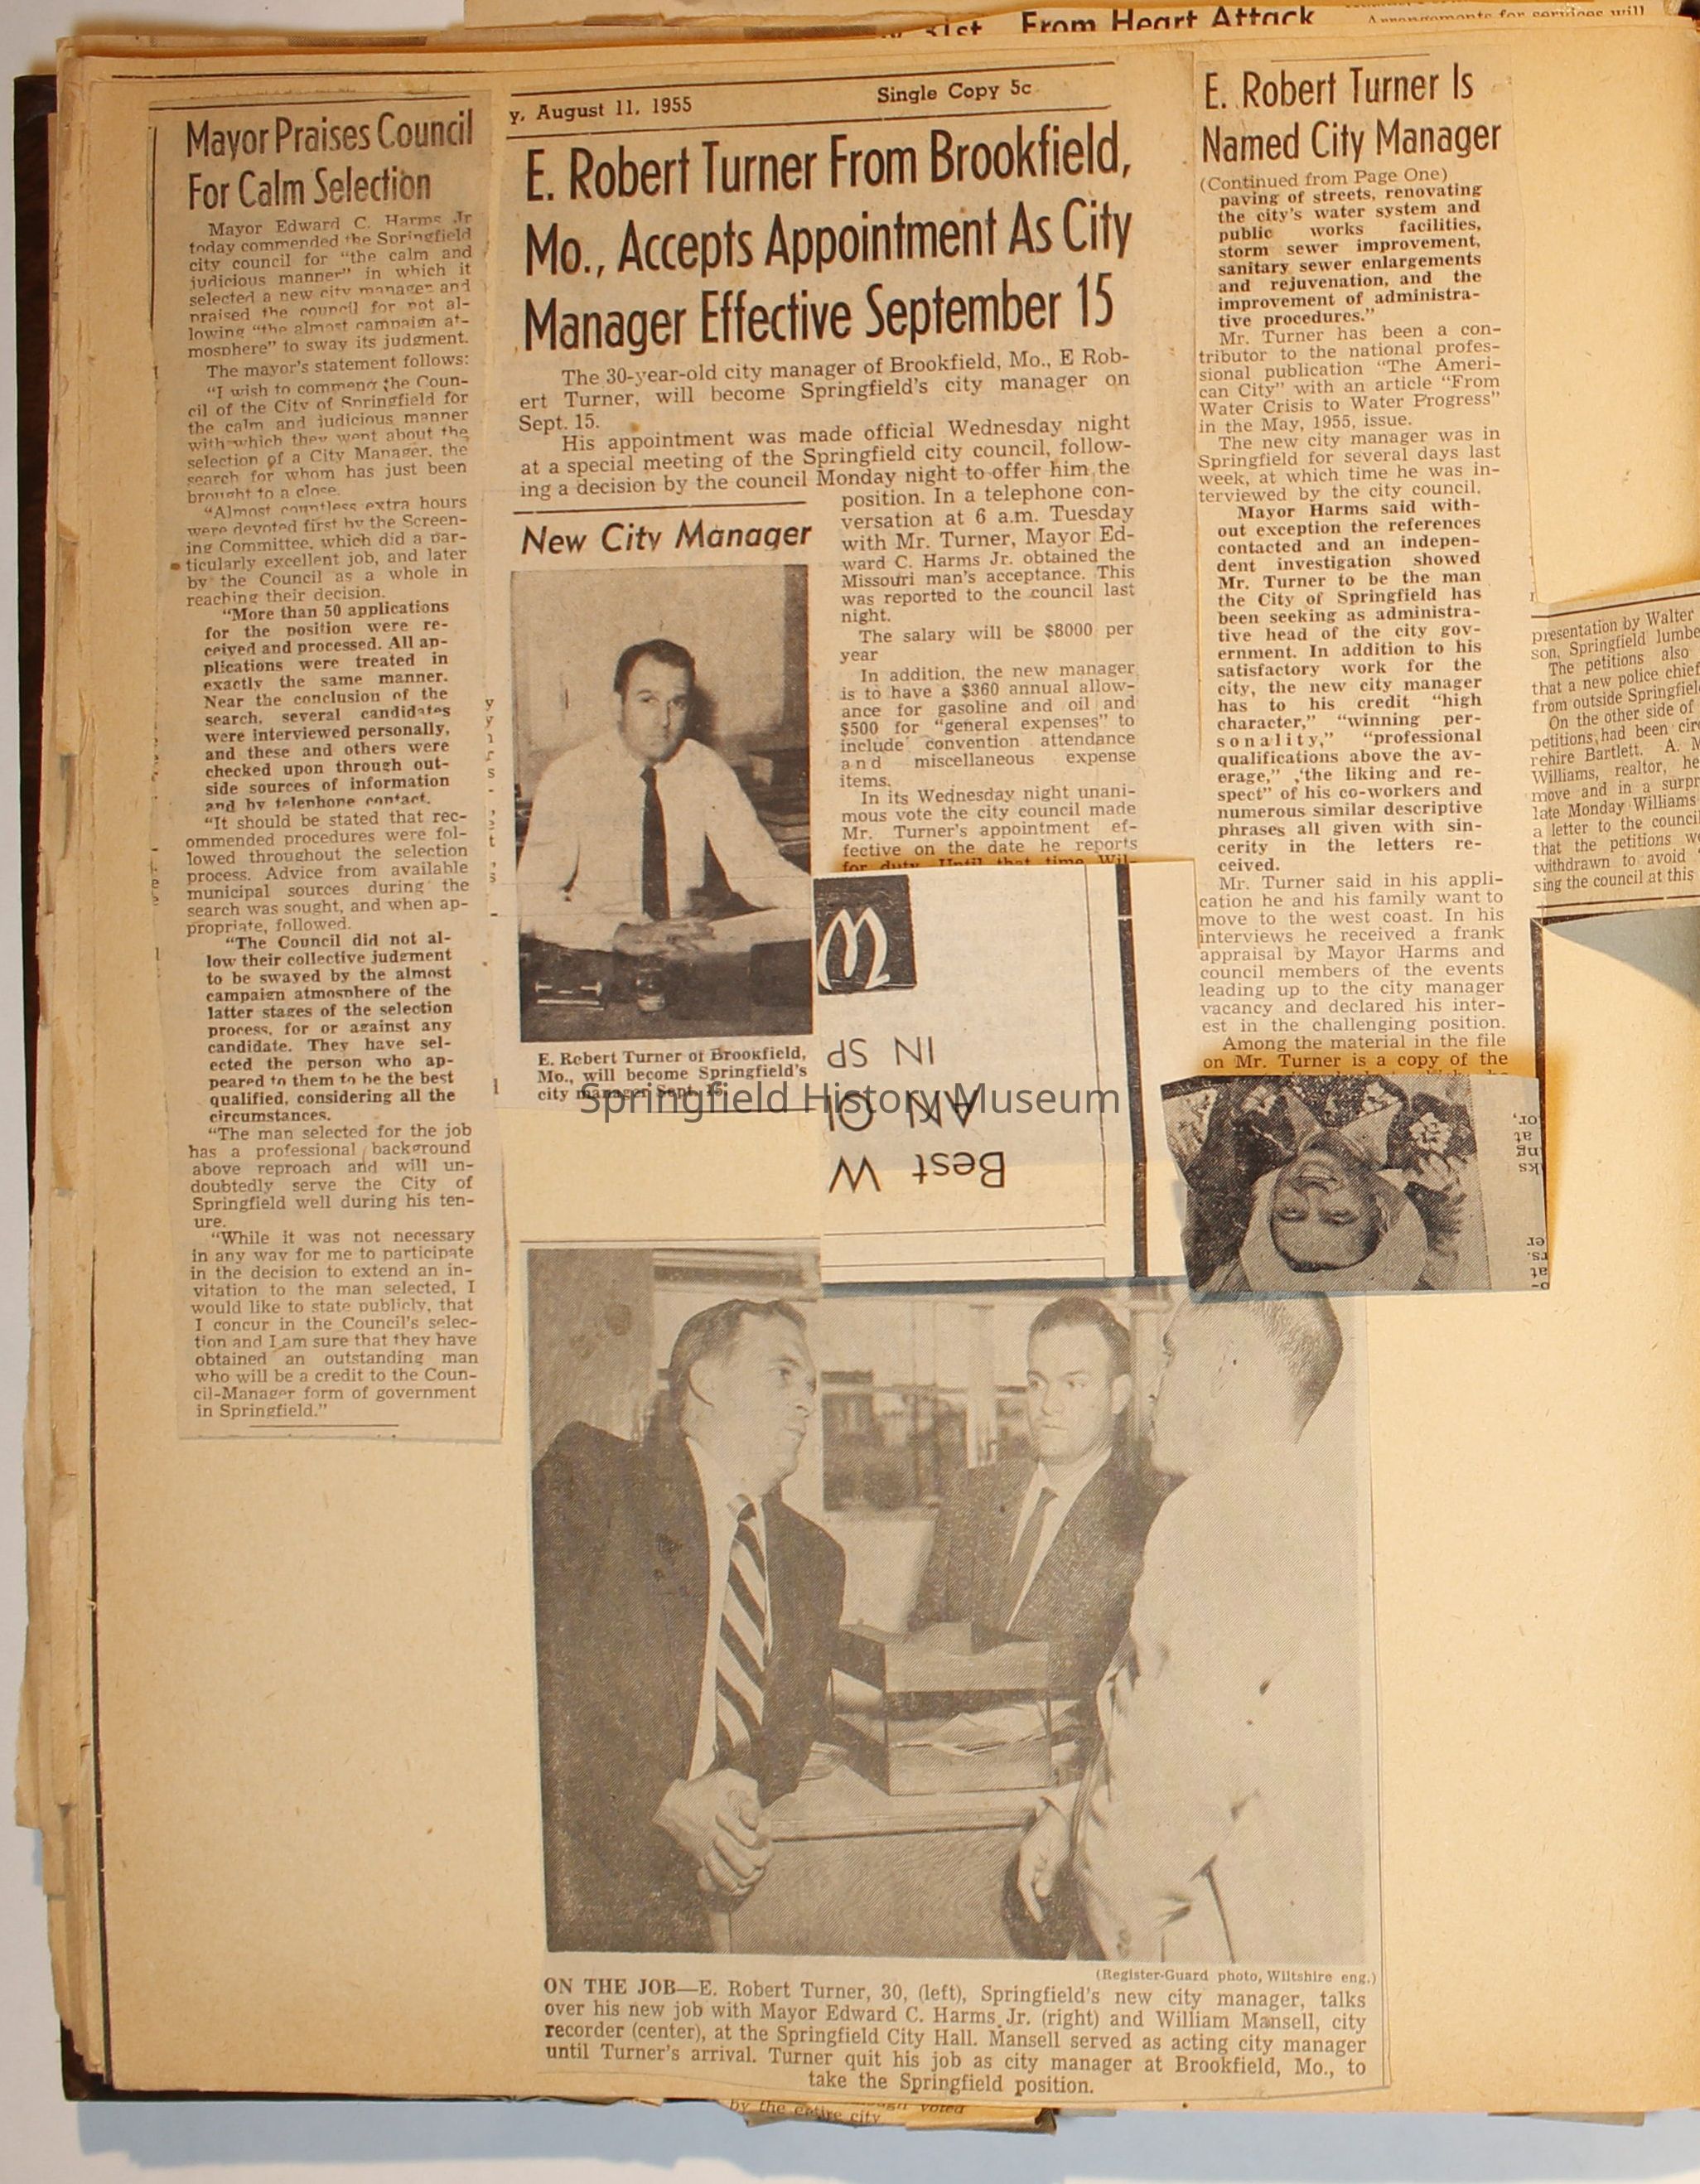 31st From Heart Attack
Arrangements for services will
Mayor Praises Council
For Calm Selection
Mayor Edward C. Harms Jr
today commended the Springfield
city council for "the calm and
judicious manner" in which it
selected a new city manager and
praised the council for not al-
lowing "the almost campaign at-
mosphere" to sway its judgment.
The mayor's statement follows:
"I wish to commend the Coun-
cil of the City of Springfield for
the calm and judicious manner
with which they went about the
selection of a City Manager, the
search for whom has just been
brought to a close.
"Almost countless extra hours
were devoted first by the Screen-
ing Committee, which did a par-
ticularly excellent job, and later
by the Council as a whole in
reaching their decision.
"More than 50 applications
for the position were re-
ceived and processed. All ap-
plications were treated in
exactly the same manner.
Near the conclusion of the
search, several candidates
were interviewed personally,
and these and others were
checked upon through out-
side sources of information
and by telephone contact.
"It should be stated that rec-
ommended procedures were fol-
lowed throughout the selection
process. Advice from available
municipal sources during the
search was sought, and when ap-
propriate, followed.
"The Council did not al-
low their collective judgment
to be swayed by the almost
campaign atmosphere of the
latter stages of the selection
process, for or against any
candidate. They have sel-
ected the person who ap-
peared to them to be the best
qualified, considering all the
circumstances.
"The man selected for the job
has a professional background
above reproach and will un-
doubtedly serve the City of
Springfield well during his ten-
ure.
"While it was not necessary
in any way for me to participate
in the decision to extend an in-
vitation to the man selected, I
would like to state publicly, that
I concur in the Council's selec-
tion and I am sure that they have
obtained an outstanding man
who will be a credit to the Coun-
cil-Manager form of government
in Springfield."
y, August 11, 1955 Single Copy 5c
E. Robert Turner From Brookfield,
Mo., Accepts Appointment As City
Manager Effective September 15
The 30-year-old city manager of Brookfield, Mo., E Rob-
ert Turner, will become Springfield's city manager on
Sept. 15.
His appointment was made official Wednesday night
at a special meeting of the Springfield city council, follow-
ing a decision by the council Monday night to offer him the
position. In a telephone con-
versation at 6 a.m. Tuesday
with Mr. Turner, Mayor Ed-
ward C. Harms Jr. obtained the
Missouri man's acceptance. This
was reported to the council last
night.
The salary will be $8000 per
year
In addition, the new manager
is to have a $360 annual allow-
ance for gasoline and oil and
$500 for "general expenses" to
include convention attendance
and miscellaneous expense
items.
In its Wednesday night unani-
mous vote the city council made
Mr. Turner's appointment ef-
fective on the date he reports
for duty. Until that time Wil-
New City Manager
E. Robert Turner of Brookfield,
Mo., will become Springfield's
city manager Sept. 15.
Best W
IN SP
E. Robert Turner Is
Named City Manager
(Continued from Page One)
paving of streets, renovating
the city's water system and
public works facilities,
storm sewer improvement,
sanitary sewer enlargements
and rejuvenation, and the
improvement of administra-
tive procedures."
Mr. Turner has been a con-
tributor to the national profes-
sional publication "The Ameri-
can City" with an article "From
Water Crisis to Water Progress"
in the May, 1955, issue.
The new city manager was in
Springfield for several days last
week, at which time he was in-
terviewed by the city council.
Mayor Harms said with-
out exception the references
contacted and an indepen-
dent investigation showed
Mr. Turner to be the man
the City of Springfield has
been seeking as administra-
tive head of the city gov-
ernment. In addition to his
satisfactory work for the
city, the new city manager
has to his credit "high
character," "winning per-
sonality," "professional
qualifications above the av-
erage," 'the liking and re-
spect" of his co-workers and
numerous similar descriptive
phrases all given with sin-
cerity in the letters re-
ceived.
Mr. Turner said in his appli-
cation he and his family want to
move to the west coast. In his
interviews he received a frank
appraisal by Mayor Harms and
council members of the events
leading up to the city manager
vacancy and declared his inter-
est in the challenging position.
Among the material in the file
on Mr. Turner is a copy of the
presentation by Walter
son, Springfield lumbe
The petitions also
that a new police chief
from outside Springfiel
On the other side of
petitions had been circ
rehire Bartlett. A. M
Williams, realtor, he
move and in a surpr
late Monday Williams
a letter to the council
that the petitions we
withdrawn to avoid
sing the council at this
Springfield History Museum
(Register-Guard photo, Wiltshire eng.)
ON THE JOB—E. Robert Turner, 30, (left), Springfield's new city manager, talks
over his new job with Mayor Edward C. Harms, Jr. (right) and William Mansell, city
recorder (center), at the Springfield City Hall. Mansell served as acting city manager
until Turner's arrival. Turner quit his job as city manager at Brookfield, Mo., to
take the Springfield position.
by the entire city
voted